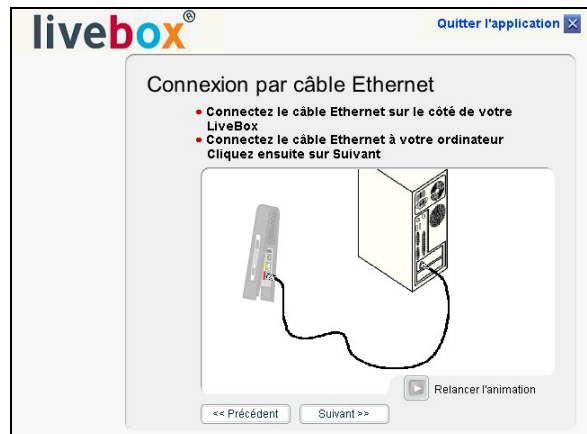 livebox®
Quitter l'application
Connexion par câble Ethernet
• Connectez le câble Ethernet sur le côté de votre
LiveBox
• Connectez le câble Ethernet à votre ordinateur
Cliquez ensuite sur Suivant
Relancer l'animation
<< Précédent
Suivant >>